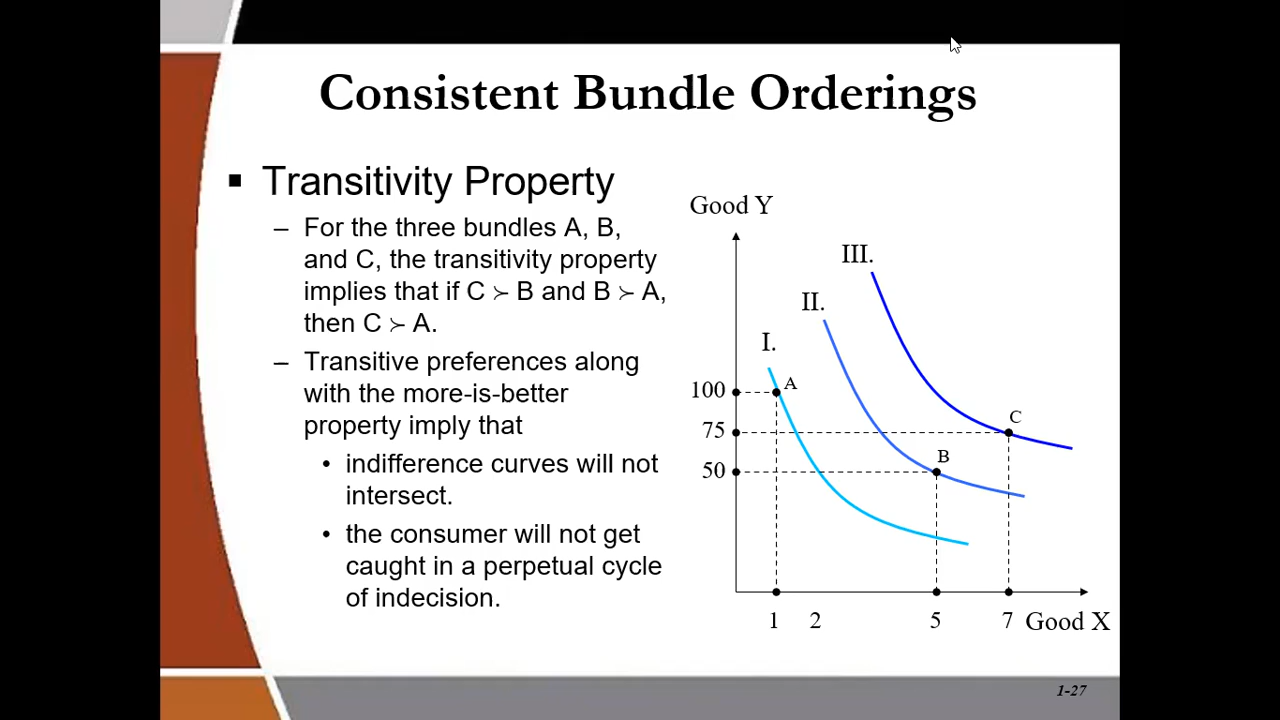 Consistent Bundle Orderings
▪ Transitivity Property
– For the three bundles A, B,
and C, the transitivity property
implies that if C ≻ B and B ≻ A,
then C ≻ A.
– Transitive preferences along
with the more-is-better
property imply that
• indifference curves will not
intersect.
• the consumer will not get
caught in a perpetual cycle
of indecision.
Good Y
III.
II.
I.
100
A
75
C
50
B
1 2 5 7 Good X
1-27